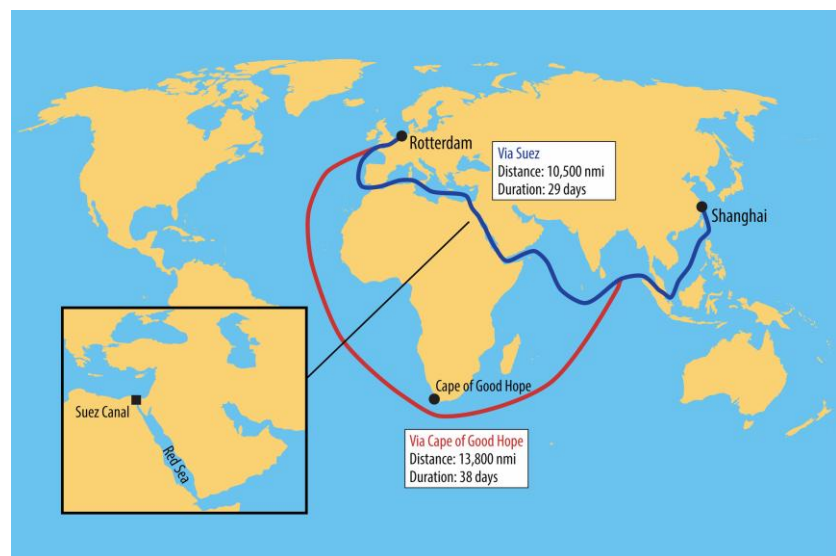 Rotterdam
Via Suez
Distance: 10,500 nmi
Duration: 29 days
Shanghai
Cape of Good Hope
Suez Canal
Red Sea
Via Cape of Good Hope
Distance: 13,800 nmi
Duration: 38 days